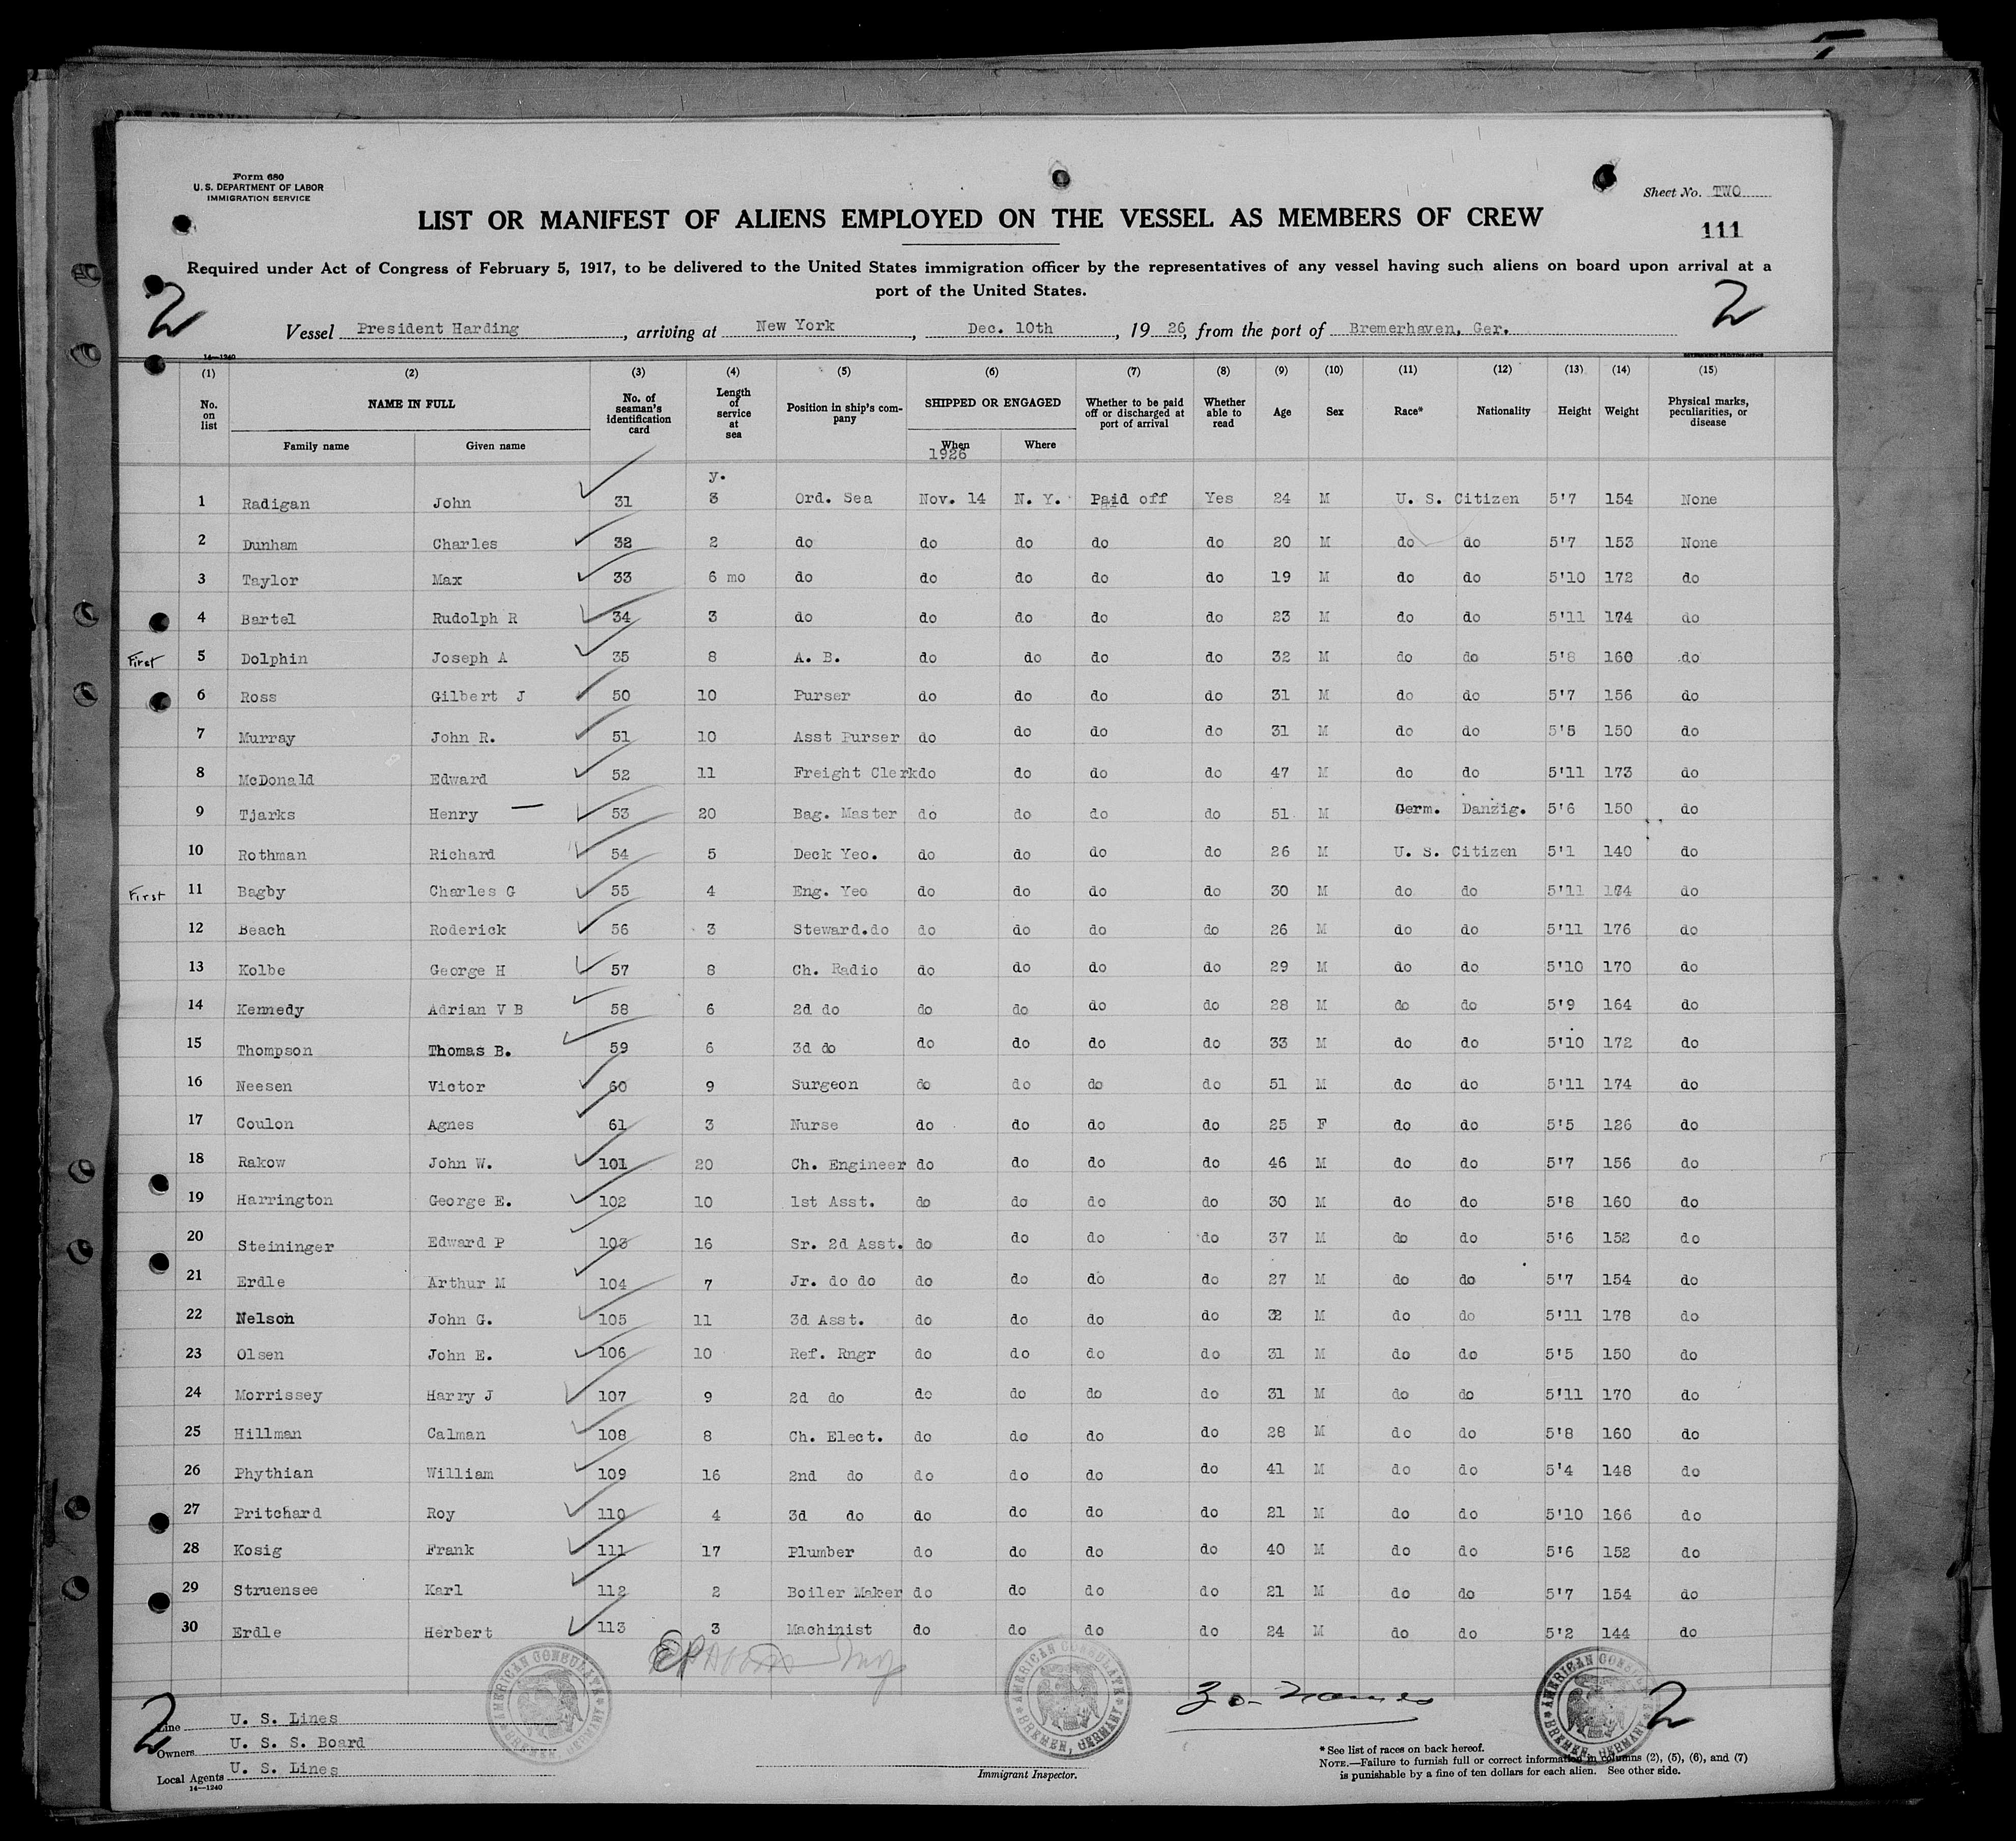 Form 680
U. S. DEPARTMENT OF LABOR
IMMIGRATION SERVICE
Sheet No. TWO
LIST OR MANIFEST OF ALIENS EMPLOYED ON THE VESSEL AS MEMBERS OF CREW
111
Required under Act of Congress of February 5, 1917, to be delivered to the United States immigration officer by the representatives of any vessel having such aliens on board upon arrival at a
port of the United States.
2 2
Vessel President Harding, arriving at New York, Dec. 10th, 19 26, from the port of Bremerhaven, Ger.
14—1240 GOVERNMENT PRINTING OFFICE
(1) (2) (3) (4) (5) (6) (7) (8) (9) (10) (11) (12) (13) (14) (15)
No. on list NAME IN FULL Family name Given name No. of seaman's identification card Length of service at sea Position in ship's company SHIPPED OR ENGAGED When Where Whether to be paid off or discharged at port of arrival Whether able to read Age Sex Race* Nationality Height Weight Physical marks, peculiarities, or disease
1926
y.
1 Radigan John 31 3 Ord. Sea Nov. 14 N. Y. Paid off Yes 24 M U. S. Citizen 5'7 154 None
2 Dunham Charles 32 2 do do do do do 20 M do do 5'7 153 None
3 Taylor Max 33 6 mo do do do do do 19 M do do 5'10 172 do
4 Bartel Rudolph R 34 3 do do do do do 23 M do do 5'11 174 do
First 5 Dolphin Joseph A 35 8 A. B. do do do do 32 M do do 5'8 160 do
6 Ross Gilbert J 50 10 Purser do do do do 31 M do do 5'7 156 do
7 Murray John R. 51 10 Asst Purser do do do do 31 M do do 5'5 150 do
8 McDonald Edward 52 11 Freight Clerk do do do do 47 M do do 5'11 173 do
9 Tjarks Henry — 53 20 Bag. Master do do do do 51 M Germ. Danzig. 5'6 150 do
10 Rothman Richard 54 5 Deck Yeo. do do do do 26 M U. S. Citizen 5'1 140 do
First 11 Bagby Charles G 55 4 Eng. Yeo do do do do 30 M do do 5'11 174 do
12 Beach Roderick 56 3 Steward.do do do do do 26 M do do 5'11 176 do
13 Kolbe George H 57 8 Ch. Radio do do do do 29 M do do 5'10 170 do
14 Kennedy Adrian V B 58 6 2d do do do do do 28 M do do 5'9 164 do
15 Thompson Thomas B. 59 6 3d do do do do do 33 M do do 5'10 172 do
16 Neesen Victor 60 9 Surgeon do do do do 51 M do do 5'11 174 do
17 Coulon Agnes 61 3 Nurse do do do do 25 F do do 5'5 126 do
18 Rakow John W. 101 20 Ch. Engineer do do do do 46 M do do 5'7 156 do
19 Harrington George E. 102 10 1st Asst. do do do do 30 M do do 5'8 160 do
20 Steininger Edward P 103 16 Sr. 2d Asst. do do do do 37 M do do 5'6 152 do
21 Erdle Arthur M 104 7 Jr. do do do do do do 27 M do do 5'7 154 do
22 Nelson John G. 105 11 3d Asst. do do do do 32 M do do 5'11 178 do
23 Olsen John E. 106 10 Ref. Rngr do do do do 31 M do do 5'5 150 do
24 Morrissey Harry J 107 9 2d do do do do do 31 M do do 5'11 170 do
25 Hillman Calman 108 8 Ch. Elect. do do do do 28 M do do 5'8 160 do
26 Phythian William 109 16 2nd do do do do do 41 M do do 5'4 148 do
27 Pritchard Roy 110 4 3d do do do do do 21 M do do 5'10 166 do
28 Kosig Frank 111 17 Plumber do do do do 40 M do do 5'6 152 do
29 Struensee Karl 112 2 Boiler Maker do do do do 21 M do do 5'7 154 do
30 Erdle Herbert 113 3 Machinist do do do do 24 M do do 5'2 144 do
AMERICAN CONSULATE BREMEN, GERMANY
AMERICAN CONSULATE BREMEN, GERMANY
AMERICAN CONSULATE BREMEN, GERMANY
30 - Names
2 2
Line U. S. Lines
Owners U. S. S. Board
Local Agents U. S. Lines
14—1240
Immigrant Inspector.
* See list of races on back hereof.
NOTE.—Failure to furnish full or correct information in columns (2), (5), (6), and (7)
is punishable by a fine of ten dollars for each alien. See other side.